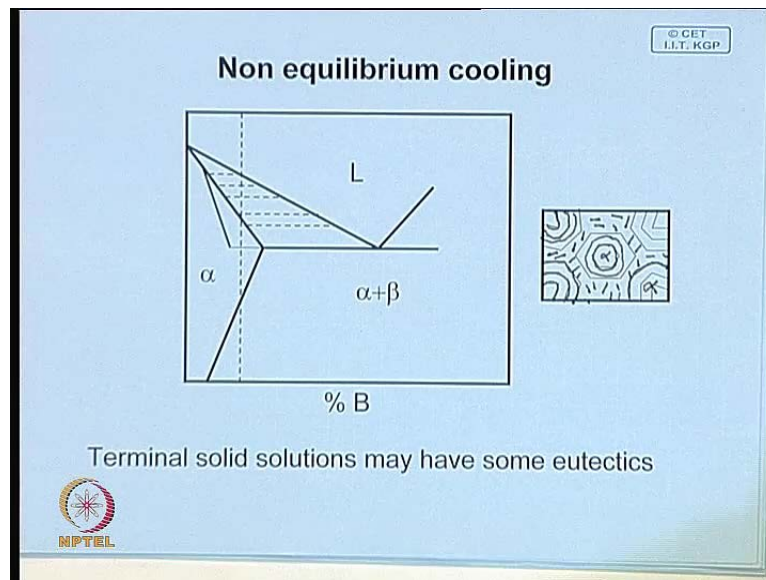 © CET
I.I.T. KGP
Non equilibrium cooling
L
α
α
α+β
α
% B
Terminal solid solutions may have some eutectics
NPTEL